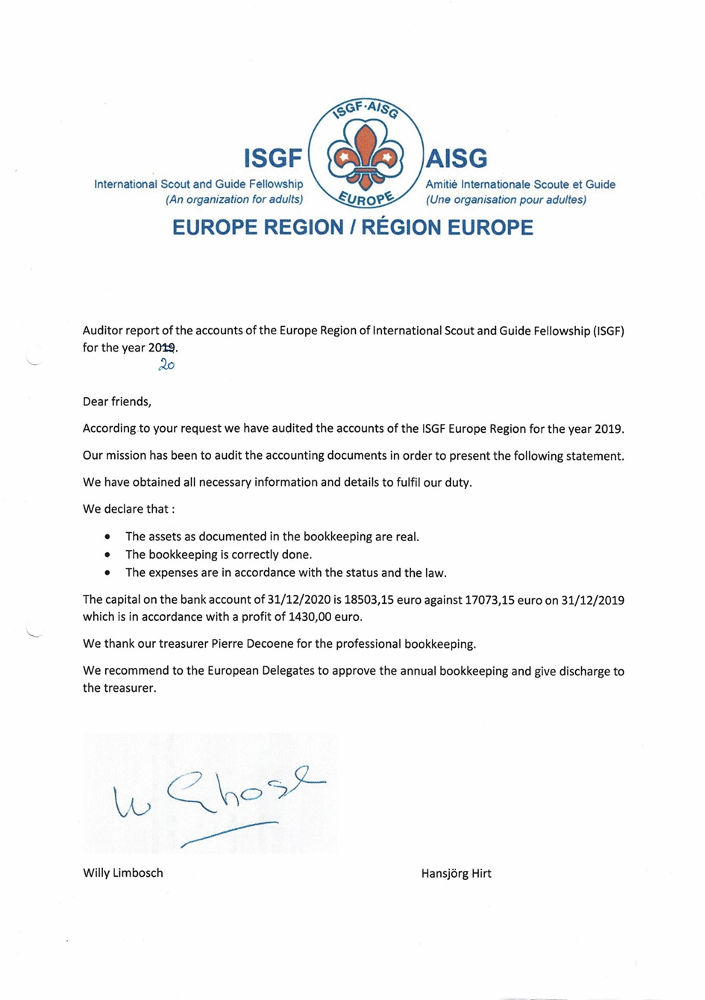 ISGF·AISG
EUROPE
ISGF
International Scout and Guide Fellowship
(An organization for adults)
AISG
Amitié Internationale Scoute et Guide
(Une organisation pour adultes)
EUROPE REGION / RÉGION EUROPE
Auditor report of the accounts of the Europe Region of International Scout and Guide Fellowship (ISGF)
for the year 2019.
20
Dear friends,
According to your request we have audited the accounts of the ISGF Europe Region for the year 2019.
Our mission has been to audit the accounting documents in order to present the following statement.
We have obtained all necessary information and details to fulfil our duty.
We declare that :
• The assets as documented in the bookkeeping are real.
• The bookkeeping is correctly done.
• The expenses are in accordance with the status and the law.
The capital on the bank account of 31/12/2020 is 18503,15 euro against 17073,15 euro on 31/12/2019
which is in accordance with a profit of 1430,00 euro.
We thank our treasurer Pierre Decoene for the professional bookkeeping.
We recommend to the European Delegates to approve the annual bookkeeping and give discharge to
the treasurer.
Willy Limbosch
Hansjörg Hirt